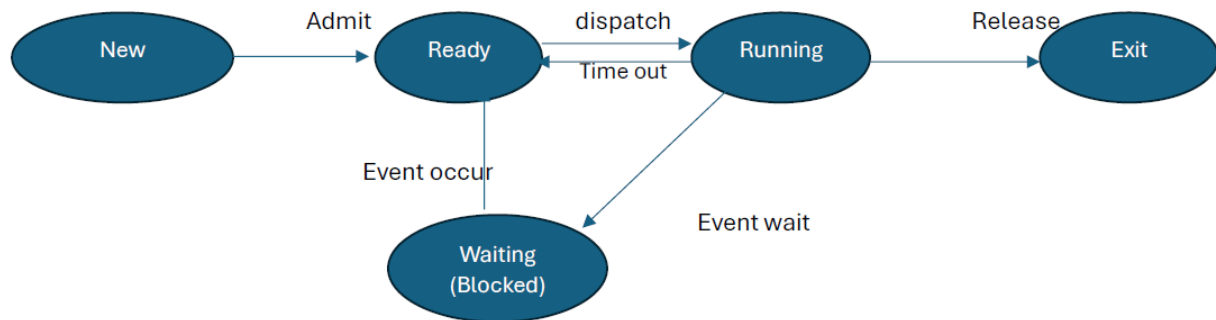 Admit
dispatch
Release
New
Ready
Running
Exit
Time out
Event occur
Event wait
Waiting
(Blocked)